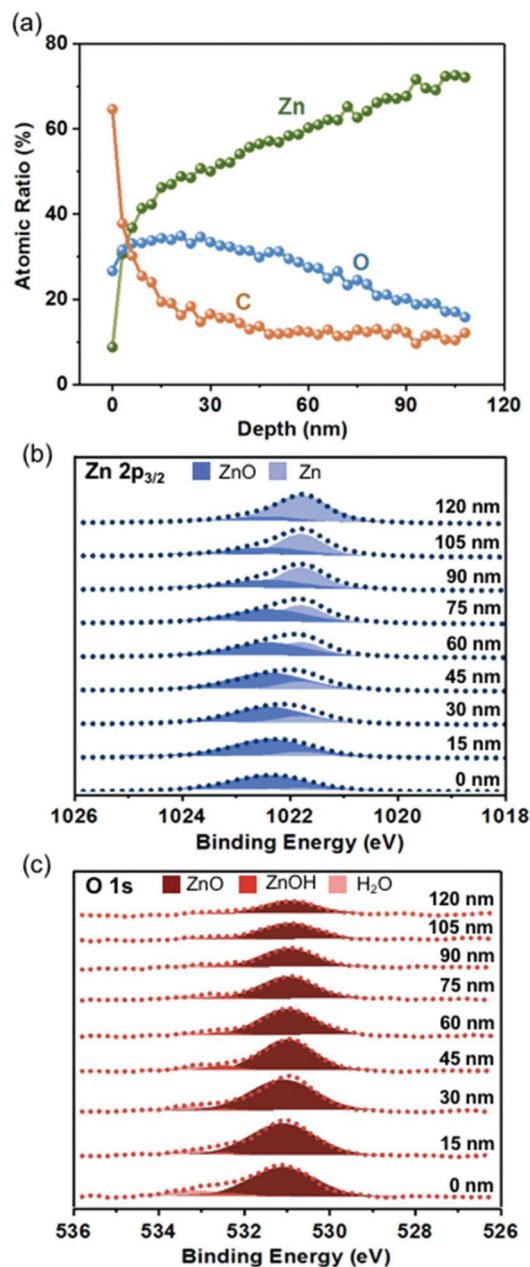 (a)
80
60
40
20
0
Atomic Ratio (%)
Zn
O
C
0 30 60 90 120
Depth (nm)
(b)
Zn 2p₃/₂ ZnO Zn
120 nm
105 nm
90 nm
75 nm
60 nm
45 nm
30 nm
15 nm
0 nm
1026 1024 1022 1020 1018
Binding Energy (eV)
(c)
O 1s ZnO ZnOH H₂O
120 nm
105 nm
90 nm
75 nm
60 nm
45 nm
30 nm
15 nm
0 nm
536 534 532 530 528 526
Binding Energy (eV)